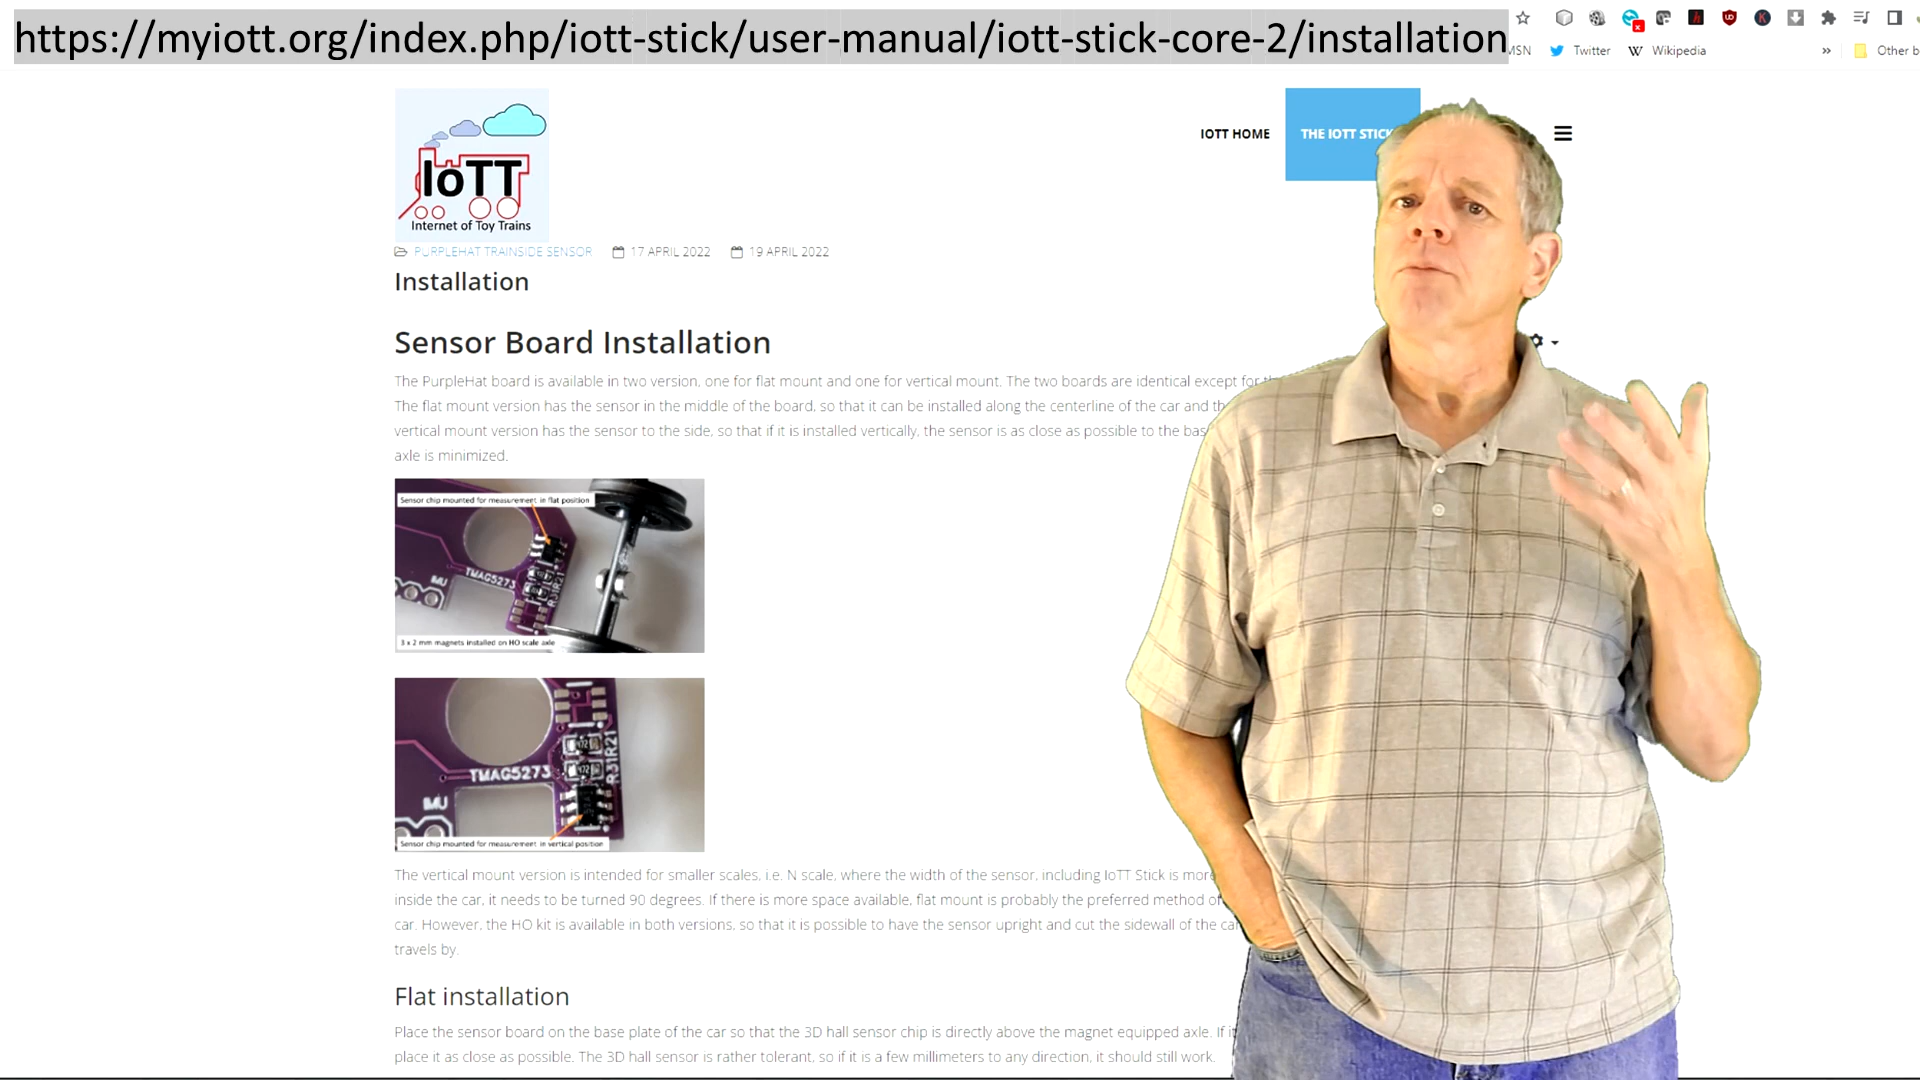 https://myiott.org/index.php/iott-stick/user-manual/iott-stick-core-2/installation
MSN Twitter Wikipedia » Other b
IoTT
Internet of Toy Trains
IOTT HOME THE IOTT STICK
PURPLEHAT TRAINSIDE SENSOR 17 APRIL 2022 19 APRIL 2022
Installation
Sensor Board Installation
The PurpleHat board is available in two version, one for flat mount and one for vertical mount. The two boards are identical except for
The flat mount version has the sensor in the middle of the board, so that it can be installed along the centerline of the car and
vertical mount version has the sensor to the side, so that if it is installed vertically, the sensor is as close as possible to the
axle is minimized.
Sensor chip mounted for measurement in flat position
TMAG5273
IMU
R31R21
3 x 2 mm magnets installed on HO scale axle
TMAG5273
R31R21
IMU
Sensor chip mounted for measurement in vertical position
The vertical mount version is intended for smaller scales, i.e. N scale, where the width of the sensor, including IoTT Stick is more
inside the car, it needs to be turned 90 degrees. If there is more space available, flat mount is probably the preferred method of
car. However, the HO kit is available in both versions, so that it is possible to have the sensor upright and cut the sidewall of the car
travels by.
Flat installation
Place the sensor board on the base plate of the car so that the 3D hall sensor chip is directly above the magnet equipped axle. If
place it as close as possible. The 3D hall sensor is rather tolerant, so if it is a few millimeters to any direction, it should still work.